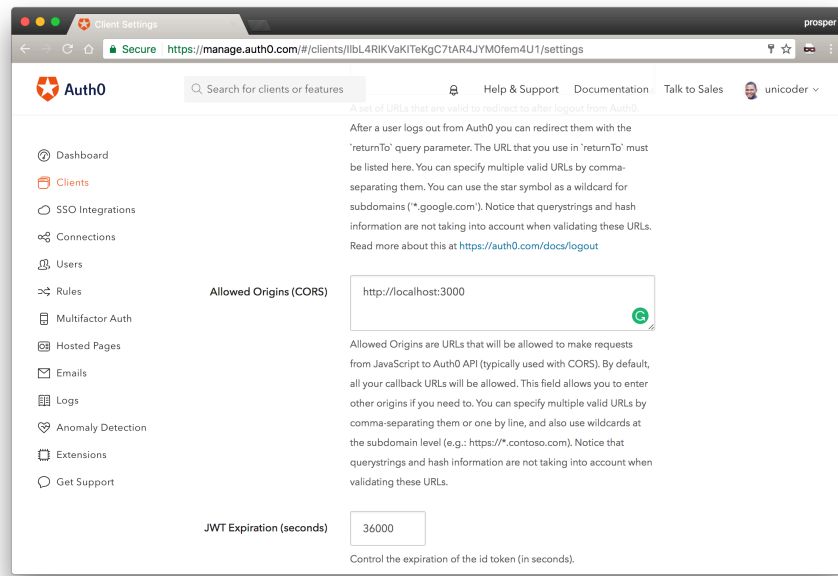 Client Settings
prosper
Secure https://manage.auth0.com/#/clients/IIbL4RIKVaKITeKgC7tAR4JYM0fem4U1/settings
Auth0
Search for clients or features
Help & Support
Documentation
Talk to Sales
unicoder
A set of URLs that are valid to redirect to after logout from Auth0.
After a user logs out from Auth0 you can redirect them with the
`returnTo` query parameter. The URL that you use in `returnTo` must
be listed here. You can specify multiple valid URLs by comma-
separating them. You can use the star symbol as a wildcard for
subdomains ('*.google.com'). Notice that querystrings and hash
information are not taking into account when validating these URLs.
Read more about this at https://auth0.com/docs/logout
Dashboard
Clients
SSO Integrations
Connections
Users
Rules
Multifactor Auth
Hosted Pages
Emails
Logs
Anomaly Detection
Extensions
Get Support
Allowed Origins (CORS)
http://localhost:3000
Allowed Origins are URLs that will be allowed to make requests
from JavaScript to Auth0 API (typically used with CORS). By default,
all your callback URLs will be allowed. This field allows you to enter
other origins if you need to. You can specify multiple valid URLs by
comma-separating them or one by line, and also use wildcards at
the subdomain level (e.g.: https://*.contoso.com). Notice that
querystrings and hash information are not taking into account when
validating these URLs.
JWT Expiration (seconds)
36000
Control the expiration of the id token (in seconds).